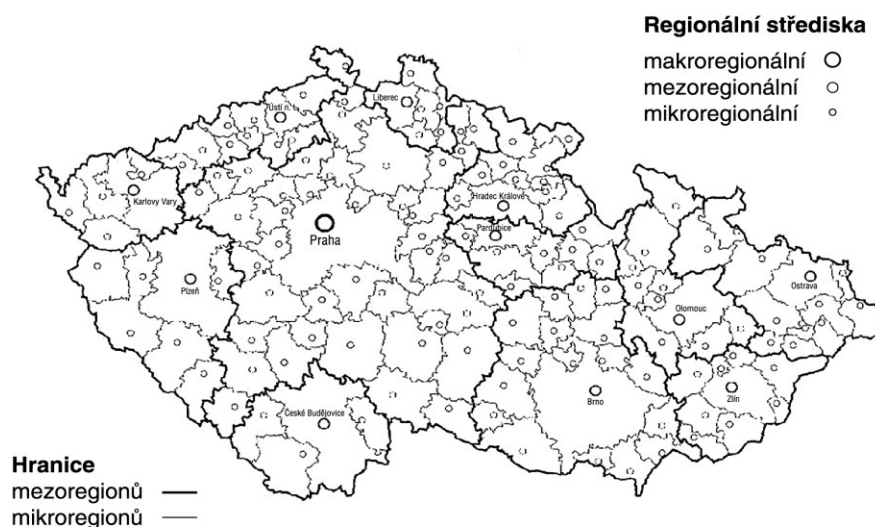 Regionální střediska
makroregionální
mezoregionální
mikroregionální
Ústí n. L.
Liberec
Karlovy Vary
Hradec Králové
Praha
Pardubice
Plzeň
Ostrava
Olomouc
Brno
Zlín
České Budějovice
Hranice
mezoregionů
mikroregionů